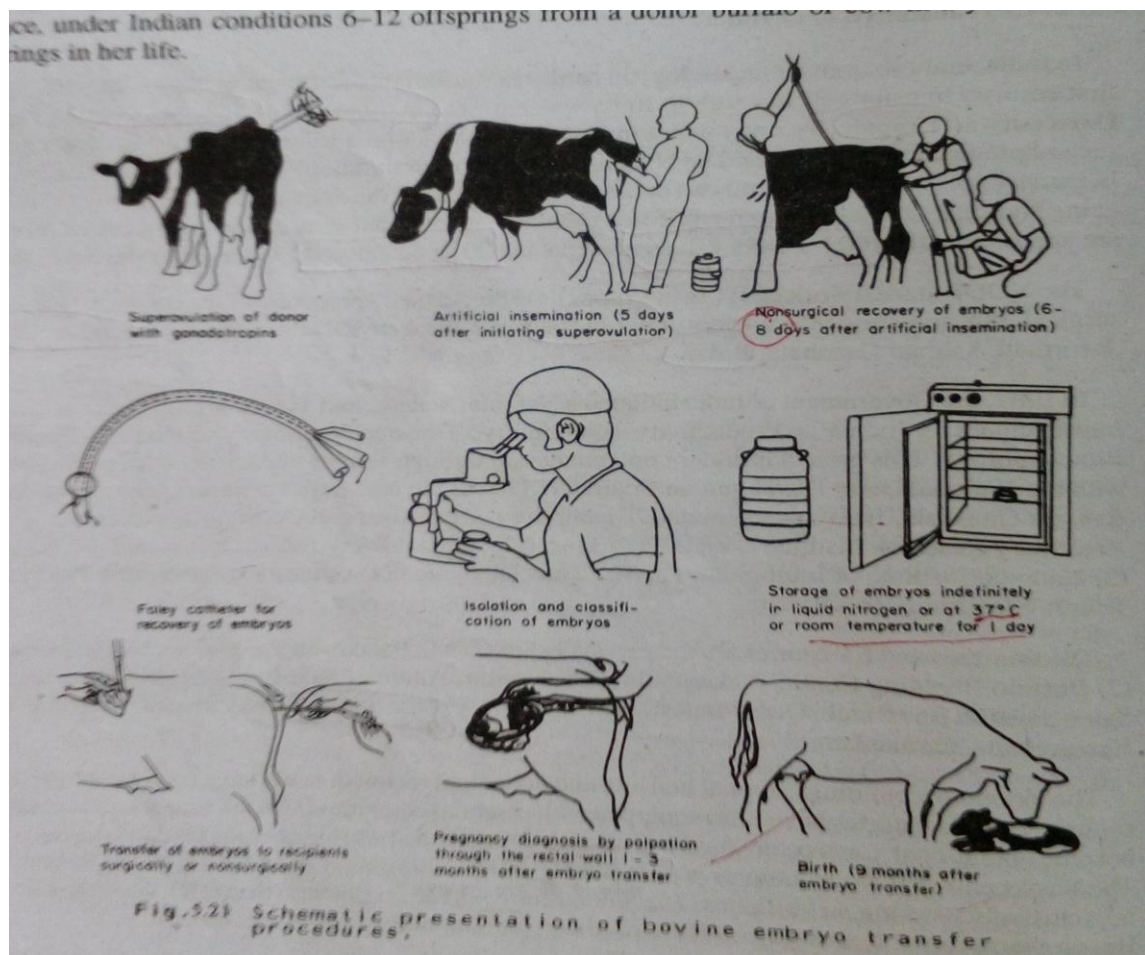 ce, under Indian conditions 6–12 offsprings from a donor buffalo or cow in
rings in her life.
Superovulation of donor
with gonadotropins
Artificial insemination (5 days
after initiating superovulation)
Nonsurgical recovery of embryos (6-
8 days after artificial insemination)
Foley catheter for
recovery of embryos
Isolation and classifi-
cation of embryos
Storage of embryos indefinitely
in liquid nitrogen or at 37°C
or room temperature for 1 day
Transfer of embryos to recipients
surgically or nonsurgically
Pregnancy diagnosis by palpation
through the rectal wall 1 - 3
months after embryo transfer
Birth (9 months after
embryo transfer)
Fig.5.2: Schematic presentation of bovine embryo transfer
procedures.